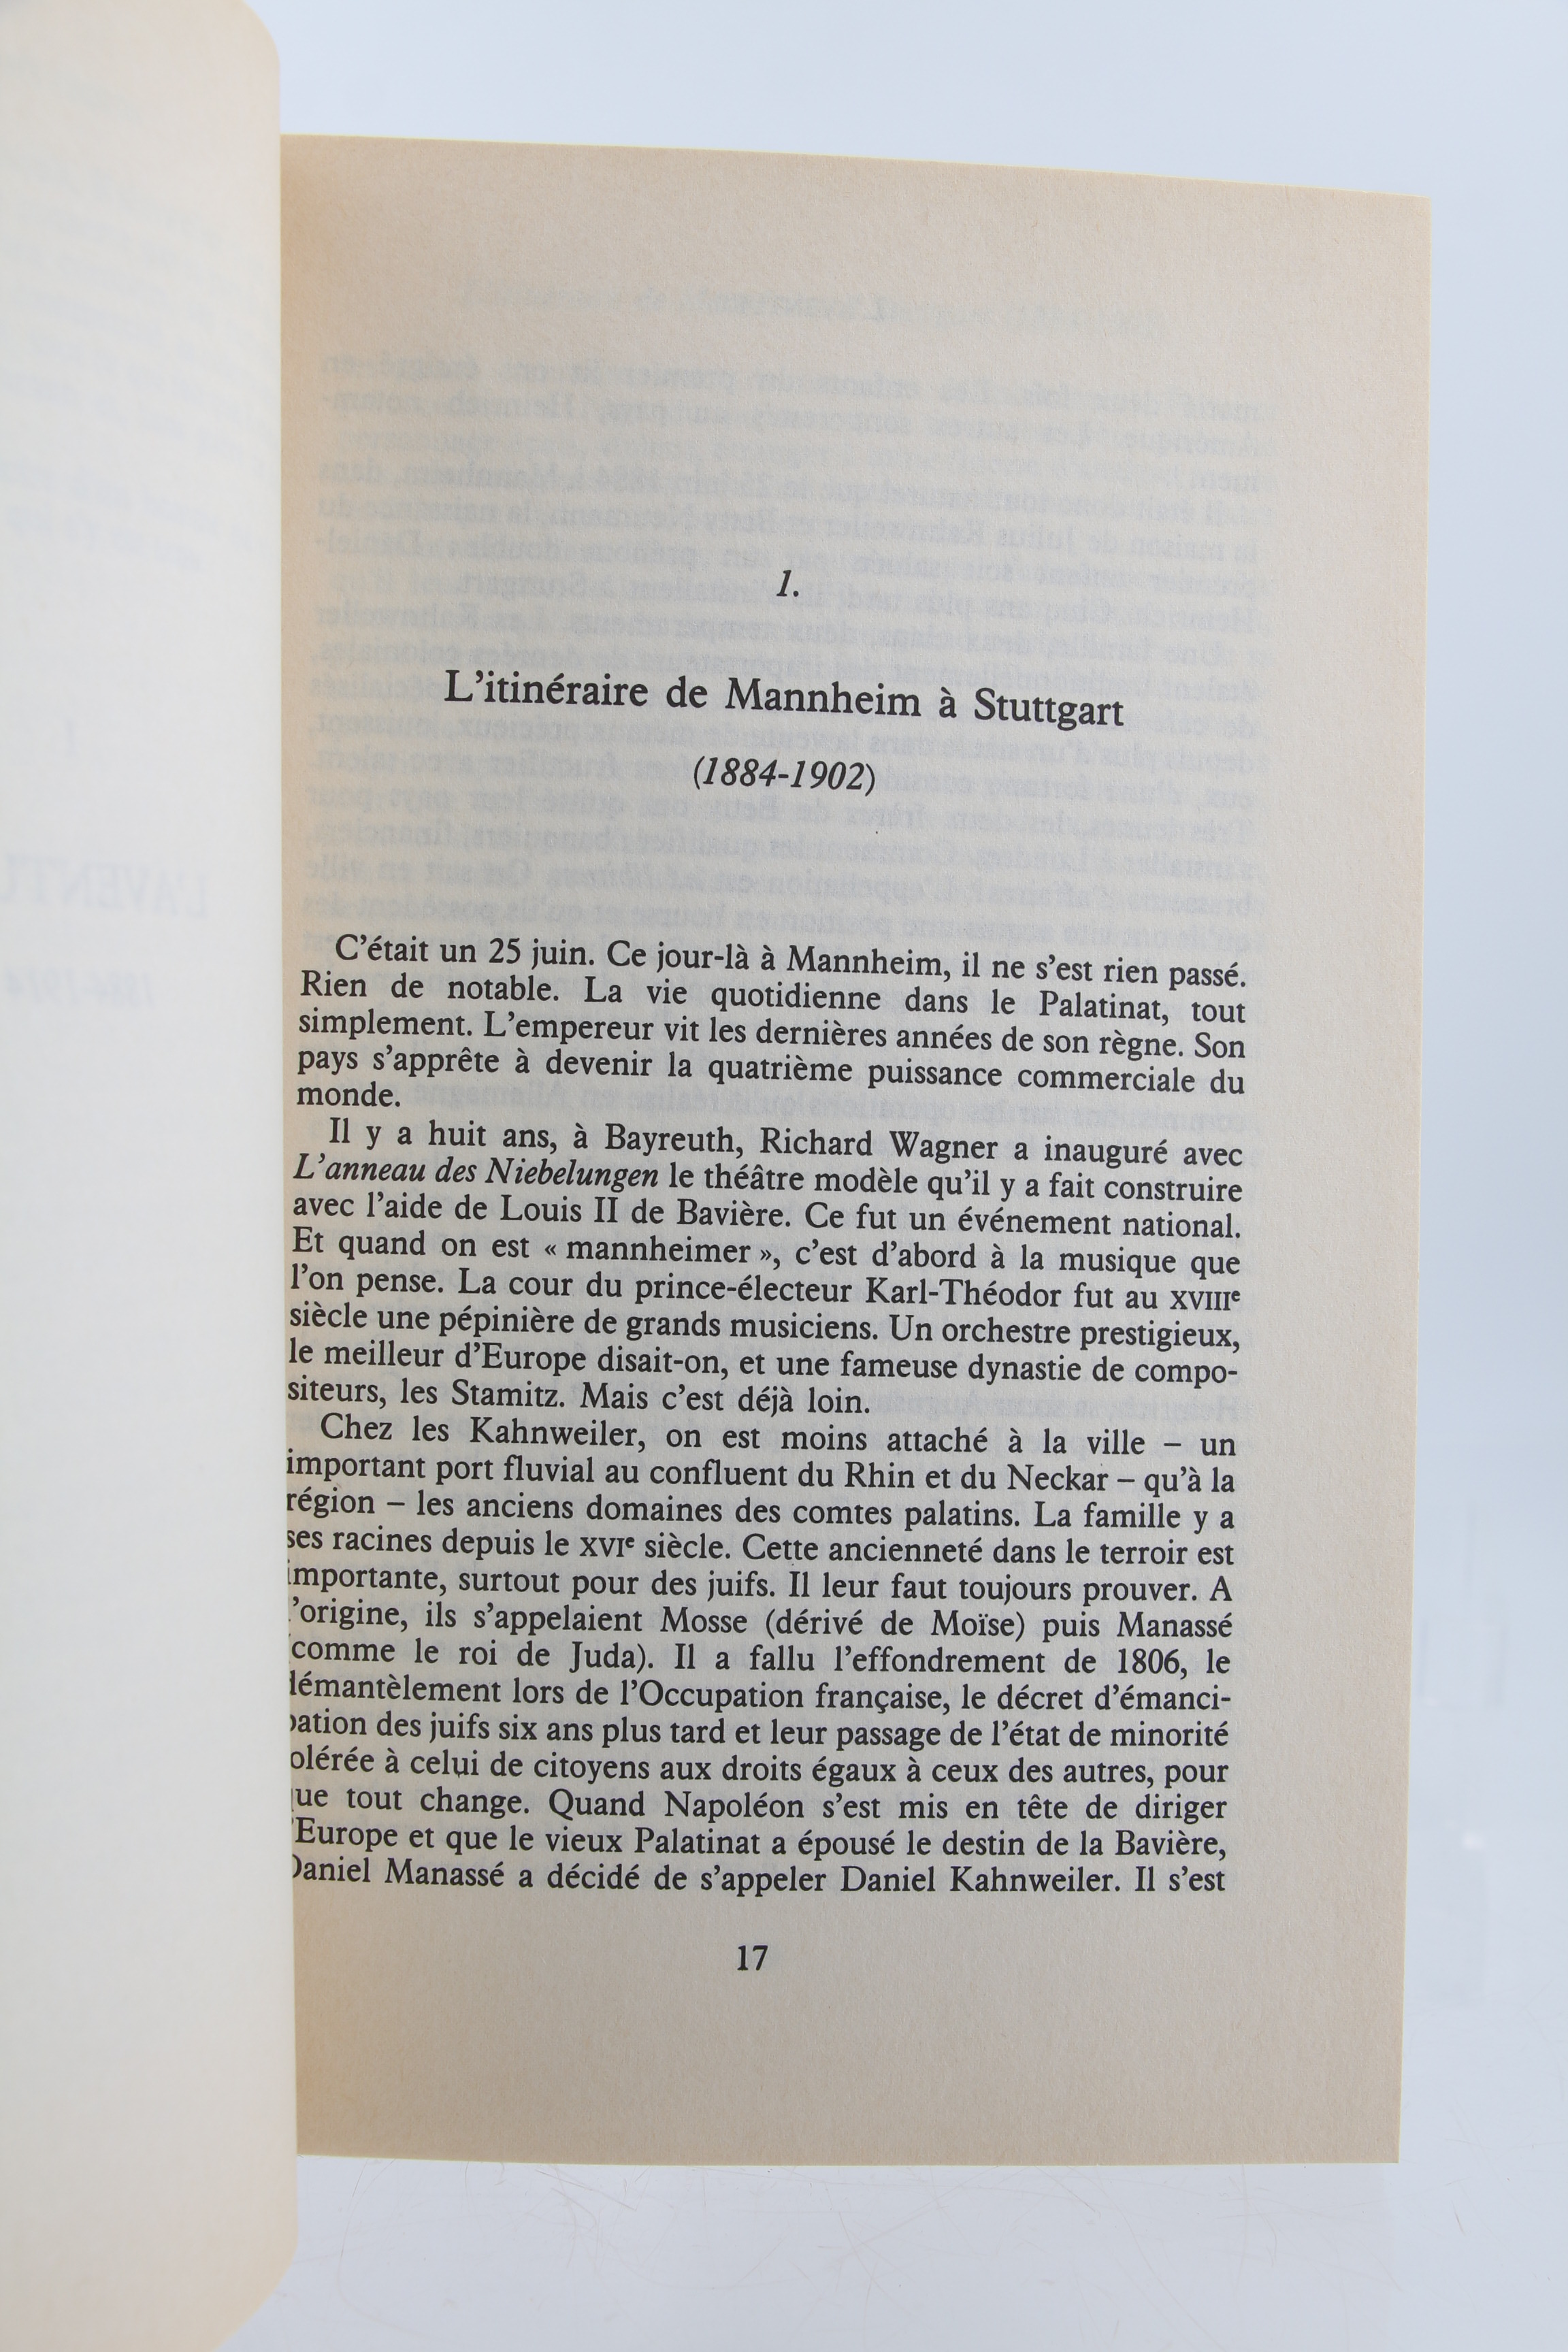 1.
L'itinéraire de Mannheim à Stuttgart
(1884-1902)
C'était un 25 juin. Ce jour-là à Mannheim, il ne s'est rien passé.
Rien de notable. La vie quotidienne dans le Palatinat, tout
simplement. L'empereur vit les dernières années de son règne. Son
pays s'apprête à devenir la quatrième puissance commerciale du
monde.
Il y a huit ans, à Bayreuth, Richard Wagner a inauguré avec
L'anneau des Niebelungen le théâtre modèle qu'il y a fait construire
avec l'aide de Louis II de Bavière. Ce fut un événement national.
Et quand on est « mannheimer », c'est d'abord à la musique que
l'on pense. La cour du prince-électeur Karl-Théodor fut au XVIIIe
siècle une pépinière de grands musiciens. Un orchestre prestigieux,
le meilleur d'Europe disait-on, et une fameuse dynastie de compo-
siteurs, les Stamitz. Mais c'est déjà loin.
Chez les Kahnweiler, on est moins attaché à la ville – un
important port fluvial au confluent du Rhin et du Neckar – qu'à la
région – les anciens domaines des comtes palatins. La famille y a
ses racines depuis le XVIe siècle. Cette ancienneté dans le terroir est
importante, surtout pour des juifs. Il leur faut toujours prouver. A
l'origine, ils s'appelaient Mosse (dérivé de Moïse) puis Manassé
(comme le roi de Juda). Il a fallu l'effondrement de 1806, le
démantèlement lors de l'Occupation française, le décret d'émanci-
pation des juifs six ans plus tard et leur passage de l'état de minorité
olérée à celui de citoyens aux droits égaux à ceux des autres, pour
ue tout change. Quand Napoléon s'est mis en tête de diriger
'Europe et que le vieux Palatinat a épousé le destin de la Bavière,
Daniel Manassé a décidé de s'appeler Daniel Kahnweiler. Il s'est
17